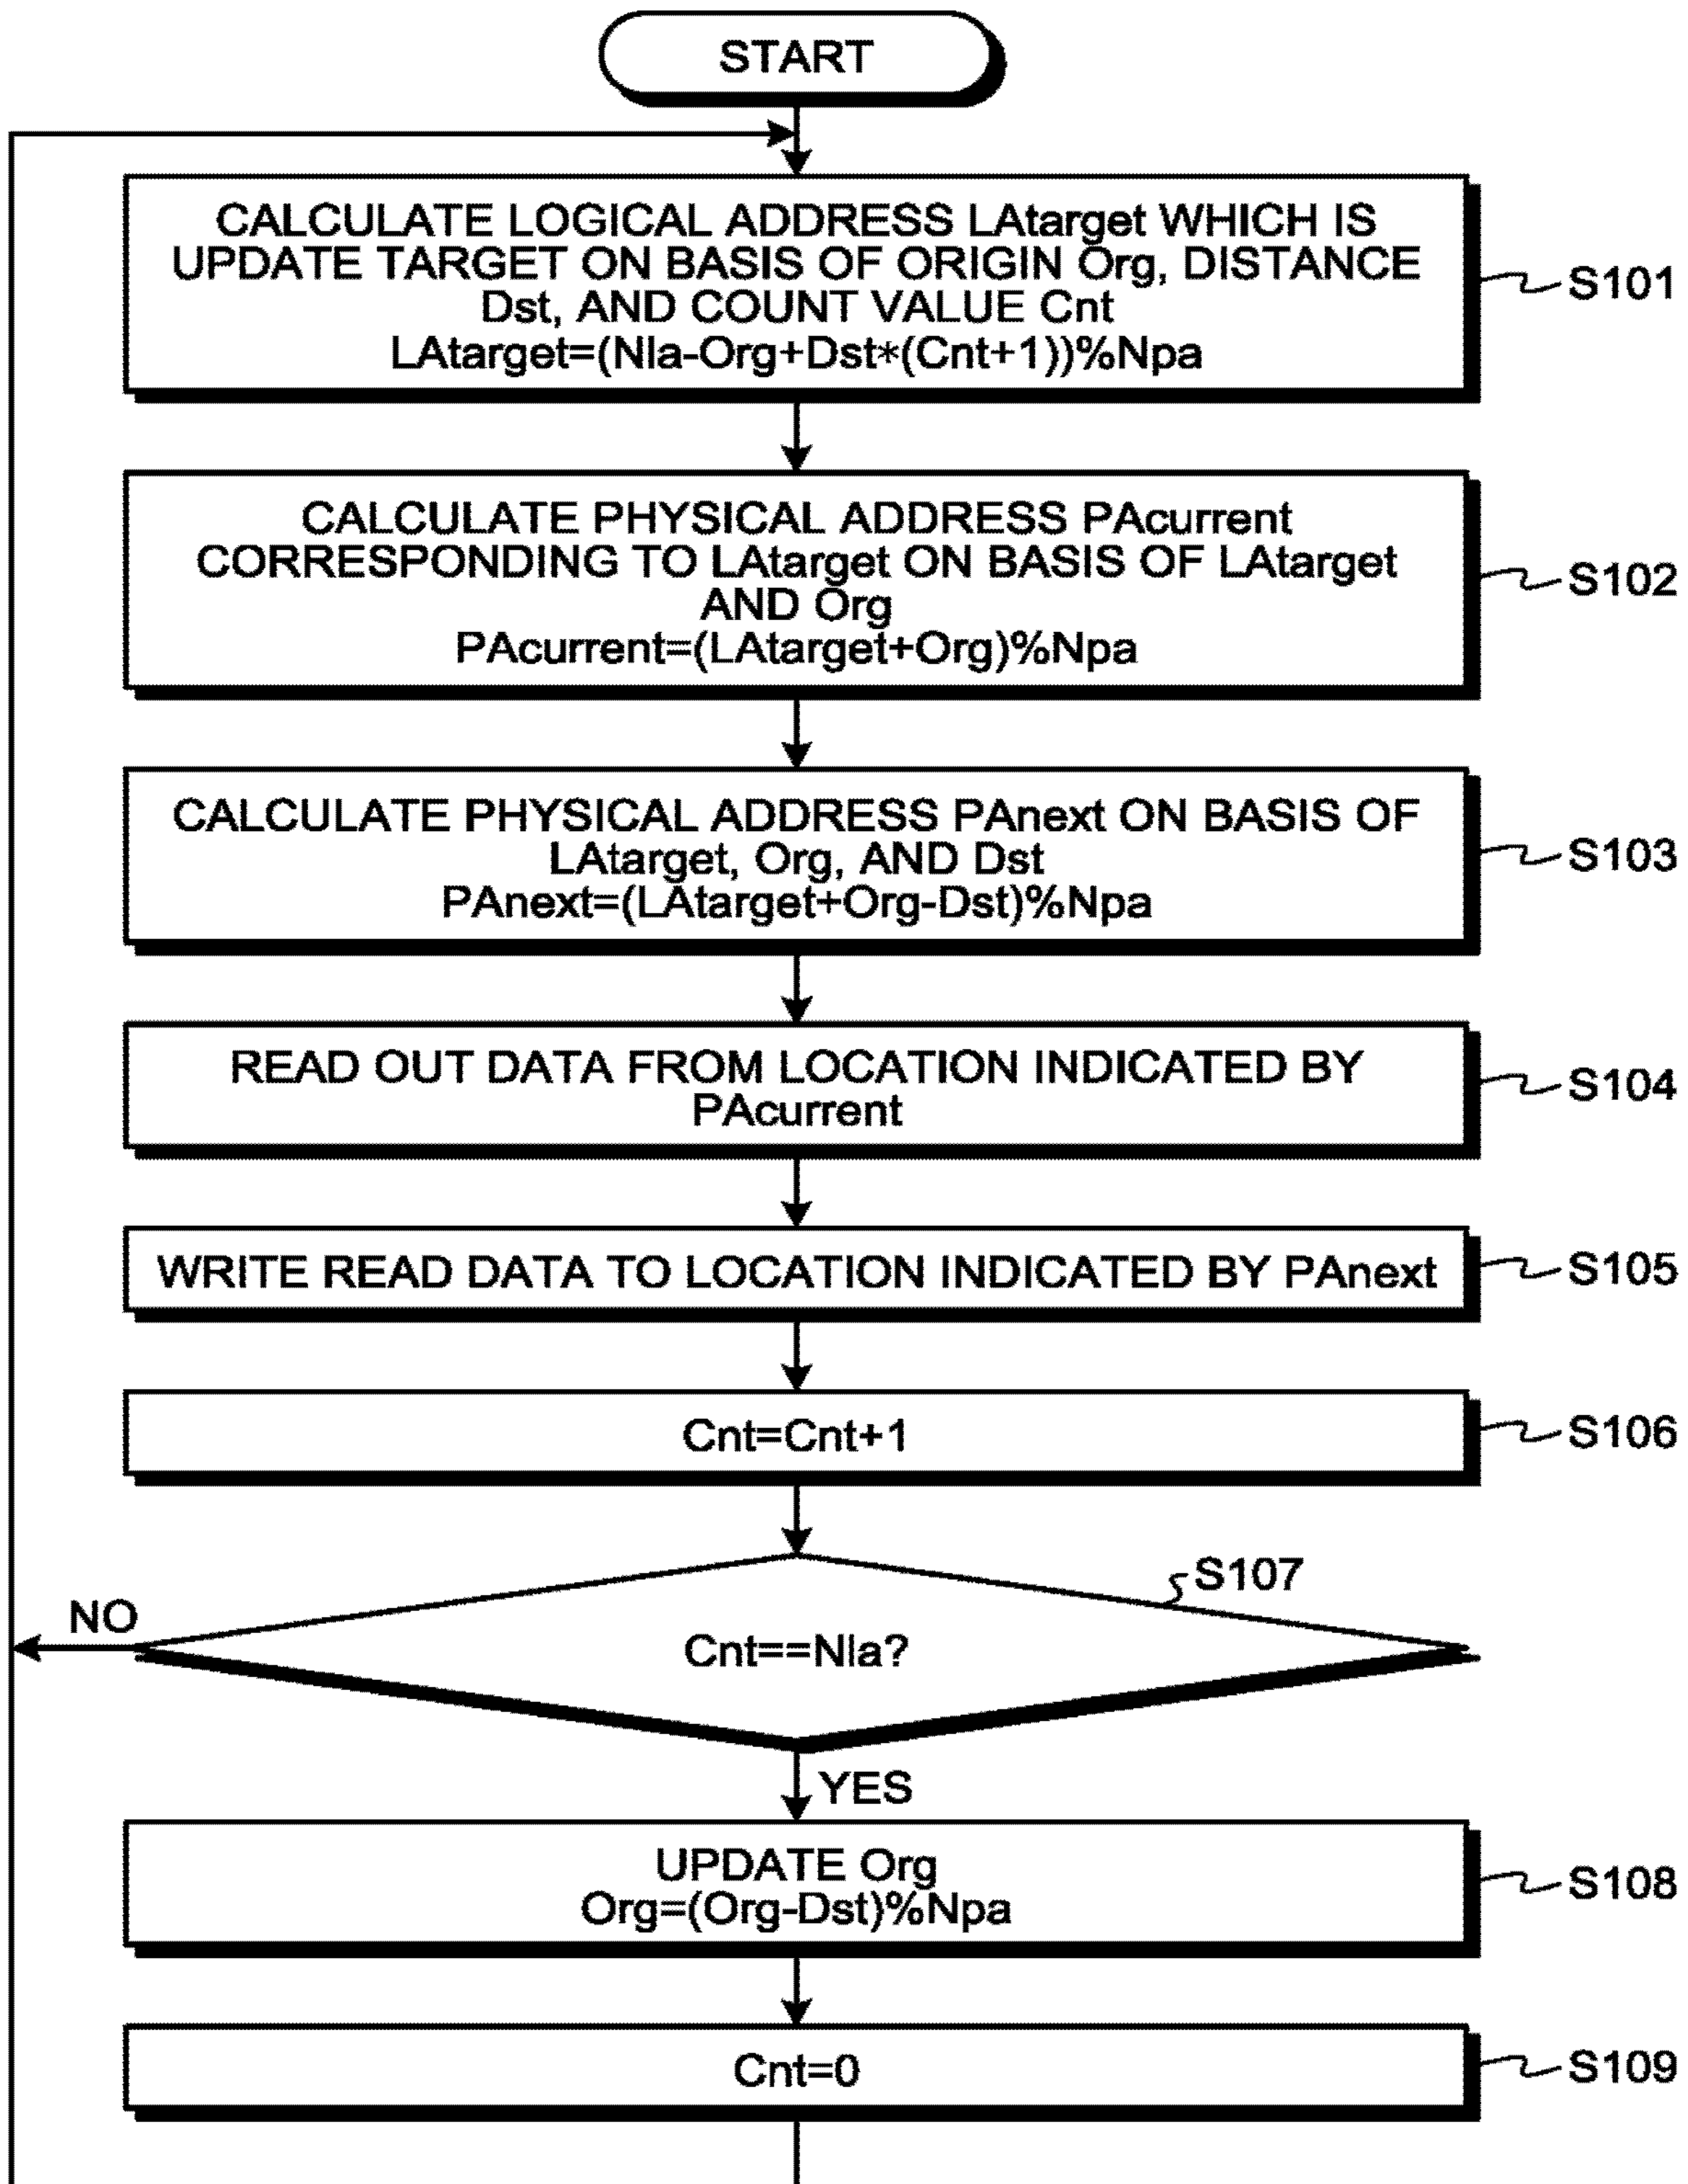 START
CALCULATE LOGICAL ADDRESS LAtarget WHICH IS
UPDATE TARGET ON BASIS OF ORIGIN Org, DISTANCE
Dst, AND COUNT VALUE Cnt
LAtarget=(Nla-Org+Dst*(Cnt+1))%Npa
S101
CALCULATE PHYSICAL ADDRESS PAcurrent
CORRESPONDING TO LAtarget ON BASIS OF LAtarget
AND Org
PAcurrent=(LAtarget+Org)%Npa
S102
CALCULATE PHYSICAL ADDRESS PAnext ON BASIS OF
LAtarget, Org, AND Dst
PAnext=(LAtarget+Org-Dst)%Npa
S103
READ OUT DATA FROM LOCATION INDICATED BY
PAcurrent
S104
WRITE READ DATA TO LOCATION INDICATED BY PAnext
S105
Cnt=Cnt+1
S106
S107
NO
Cnt==Nla?
YES
UPDATE Org
Org=(Org-Dst)%Npa
S108
Cnt=0
S109